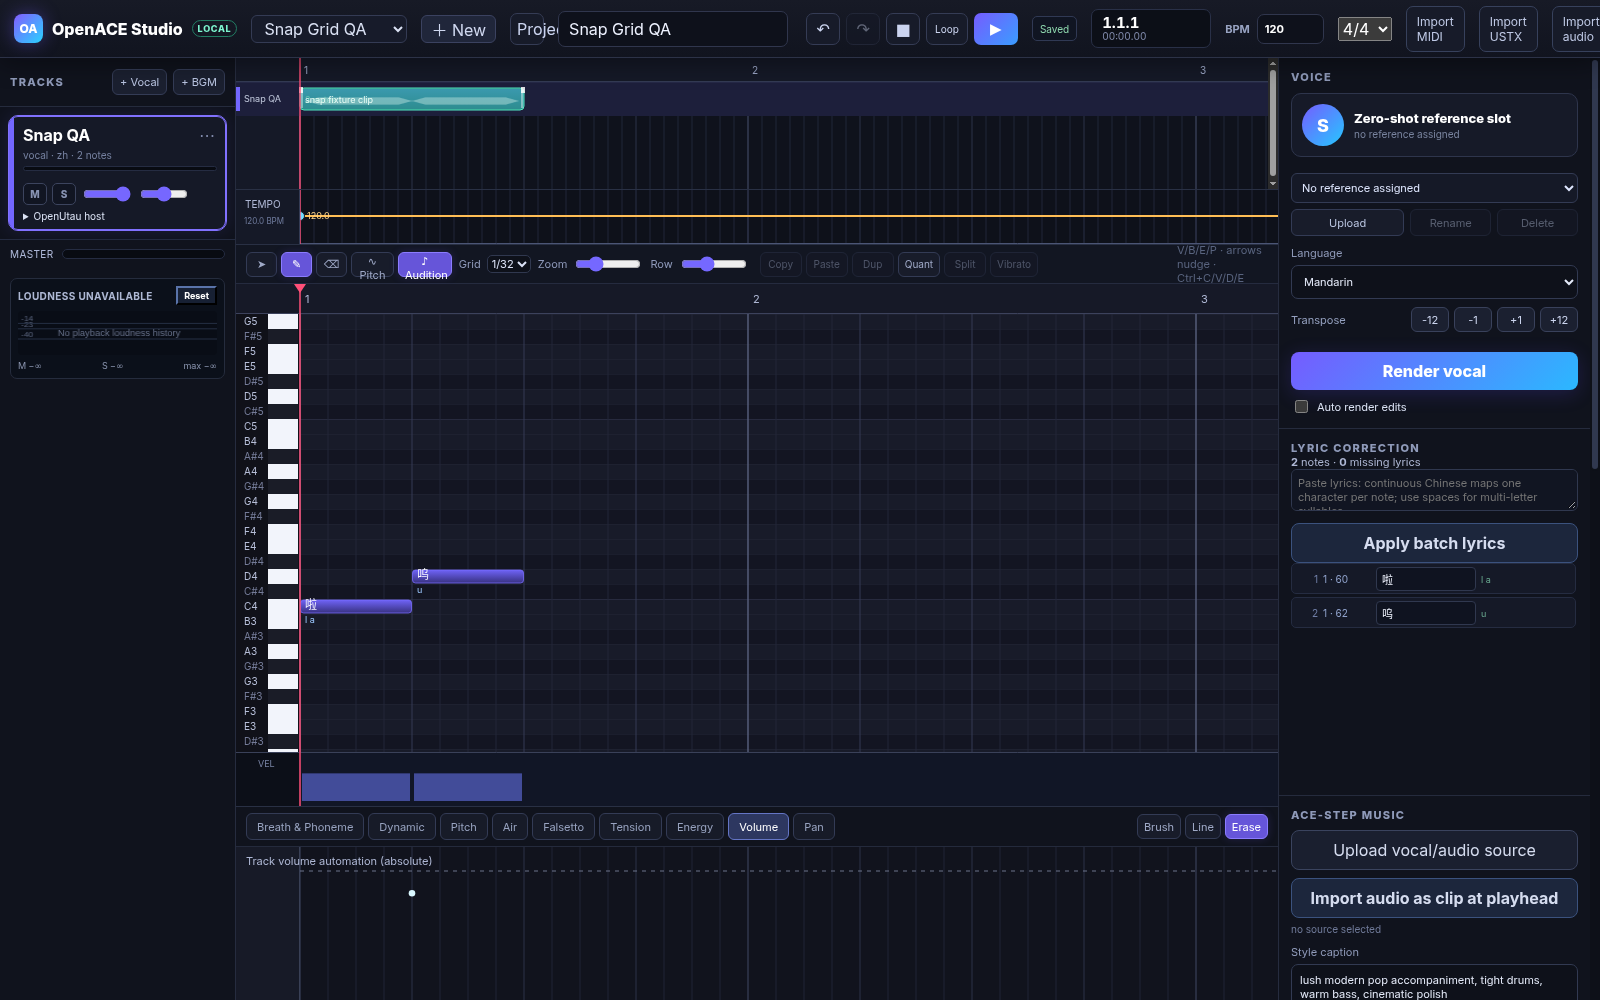 OA OpenACE Studio LOCAL Snap Grid QA + New Projec Snap Grid QA Loop Saved 1.1.1 00:00.00 BPM 120 4/4 Import MIDI Import USTX Import audio
TRACKS + Vocal + BGM
Snap QA ...
vocal · zh · 2 notes
M S
OpenUtau host
MASTER
LOUDNESS UNAVAILABLE Reset
-14
-23
-40
No playback loudness history
M -∞ S -∞ max -∞
1 2 3
Snap QA snap fixture clip
TEMPO
120.0 BPM
120.0
Pitch Audition Grid 1/32 Zoom Row Copy Paste Dup Quant Split Vibrato
V/B/E/P · arrows
nudge ·
Ctrl+C/V/D/E
1 2 3
G5
F#5
F5
E5
D#5
D5
C#5
C5
B4
A#4
A4
G#4
G4
F#4
F4
E4
D#4
D4 呜
C#4 u
C4 啦
B3 l a
A#3
A3
G#3
G3
F#3
F3
E3
D#3
VEL
Breath & Phoneme Dynamic Pitch Air Falsetto Tension Energy Volume Pan Brush Line Erase
Track volume automation (absolute)
VOICE
S Zero-shot reference slot
no reference assigned
No reference assigned
Upload Rename Delete
Language
Mandarin
Transpose -12 -1 +1 +12
Render vocal
Auto render edits
LYRIC CORRECTION
2 notes · 0 missing lyrics
Paste lyrics: continuous Chinese maps one
character per note; use spaces for multi-letter
syllables
Apply batch lyrics
1 1 · 60 啦 l a
2 1 · 62 呜 u
ACE-STEP MUSIC
Upload vocal/audio source
Import audio as clip at playhead
no source selected
Style caption
lush modern pop accompaniment, tight drums,
warm bass, cinematic polish